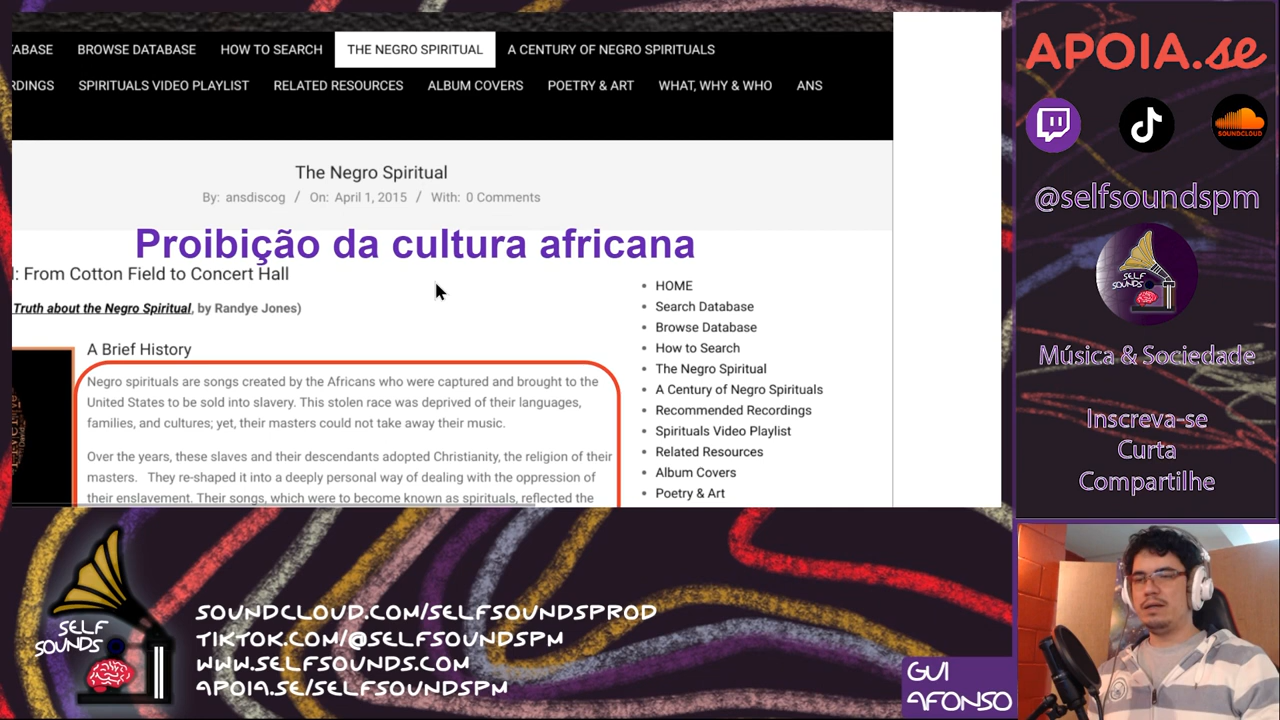 ABASE BROWSE DATABASE HOW TO SEARCH THE NEGRO SPIRITUAL A CENTURY OF NEGRO SPIRITUALS
RDINGS SPIRITUALS VIDEO PLAYLIST RELATED RESOURCES ALBUM COVERS POETRY & ART WHAT, WHY & WHO ANS
The Negro Spiritual
By: ansdiscog / On: April 1, 2015 / With: 0 Comments
Proibição da cultura africana
l: From Cotton Field to Concert Hall
Truth about the Negro Spiritual, by Randye Jones)
A Brief History
Negro spirituals are songs created by the Africans who were captured and brought to the
United States to be sold into slavery. This stolen race was deprived of their languages,
families, and cultures; yet, their masters could not take away their music.
Over the years, these slaves and their descendants adopted Christianity, the religion of their
masters. They re-shaped it into a deeply personal way of dealing with the oppression of
their enslavement. Their songs, which were to become known as spirituals, reflected the
HOME
Search Database
Browse Database
How to Search
The Negro Spiritual
A Century of Negro Spirituals
Recommended Recordings
Spirituals Video Playlist
Related Resources
Album Covers
Poetry & Art
APOIA.se
SOUNDCLOUD
@selfsoundspm
SELF
SOUNDS
Música & Sociedade
Inscreva-se
Curta
Compartilhe
SELF
SOUNDS
SOUNDCLOUD.COM/SELFSOUNDSPROD
TIKTOK.COM/@SELFSOUNDSPM
WWW.SELFSOUNDS.COM
APOIA.SE/SELFSOUNDSPM
GUI
AFONSO